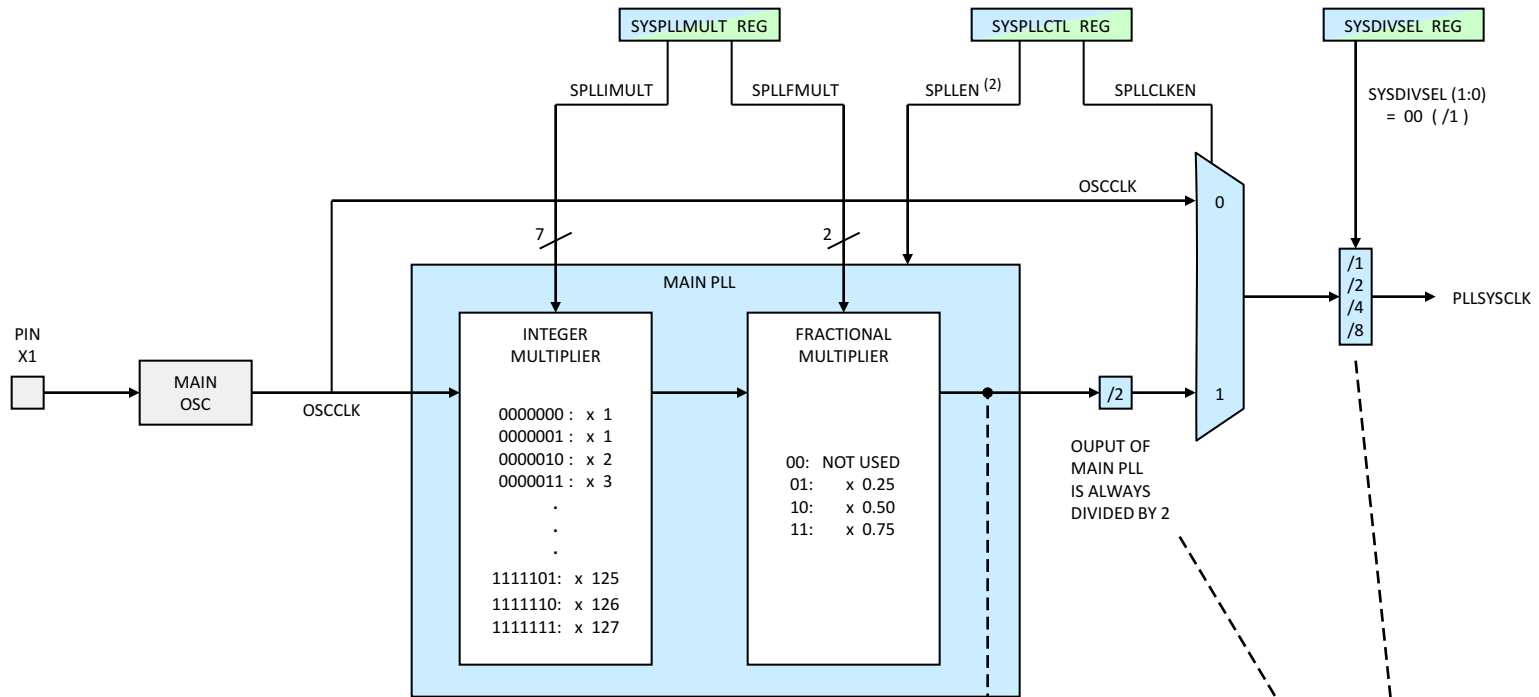 SYSPLLMULT REG
SYSPLLCTL REG
SYSDIVSEL REG
SPLLIMULT
SPLLFMULT
SPLLEN (2)
SPLLCLKEN
SYSDIVSEL (1:0)
= 00 ( /1 )
OSCCLK
0
7
2
MAIN PLL
/1
/2
/4
/8
PLLSYSCLK
PIN
X1
MAIN
OSC
OSCCLK
INTEGER
MULTIPLIER
0000000 : x 1
0000001 : x 1
0000010 : x 2
0000011 : x 3
.
.
.
1111101: x 125
1111110: x 126
1111111: x 127
FRACTIONAL
MULTIPLIER
00: NOT USED
01: x 0.25
10: x 0.50
11: x 0.75
/2
1
OUPUT OF
MAIN PLL
IS ALWAYS
DIVIDED BY 2